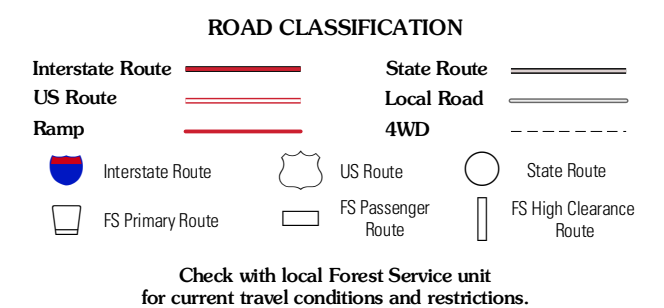 ROAD CLASSIFICATION
Interstate Route
State Route
US Route
Local Road
Ramp
4WD
Interstate Route
US Route
State Route
FS Primary Route
FS Passenger
Route
FS High Clearance
Route
Check with local Forest Service unit
for current travel conditions and restrictions.